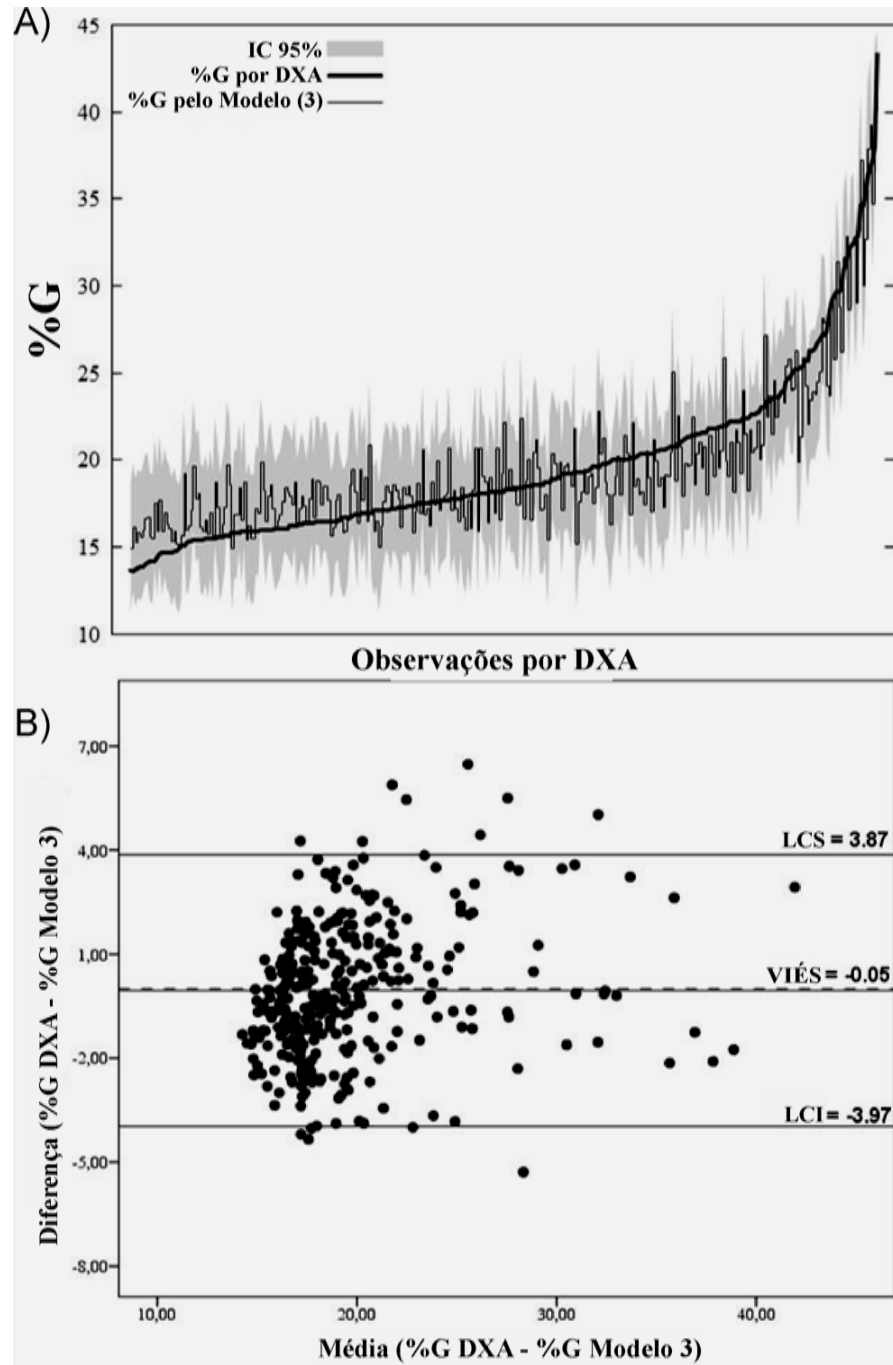 A)
45
40
35
30
25
20
15
10
%G
IC 95%
%G por DXA
%G pelo Modelo (3)
Observações por DXA
B)
7,00
4,00
1,00
-2,00
-5,00
-8,00
Diferença (%G DXA - %G Modelo 3)
LCS = 3.87
VIÉS = -0.05
LCI = -3.97
10,00 20,00 30,00 40,00
Média (%G DXA - %G Modelo 3)